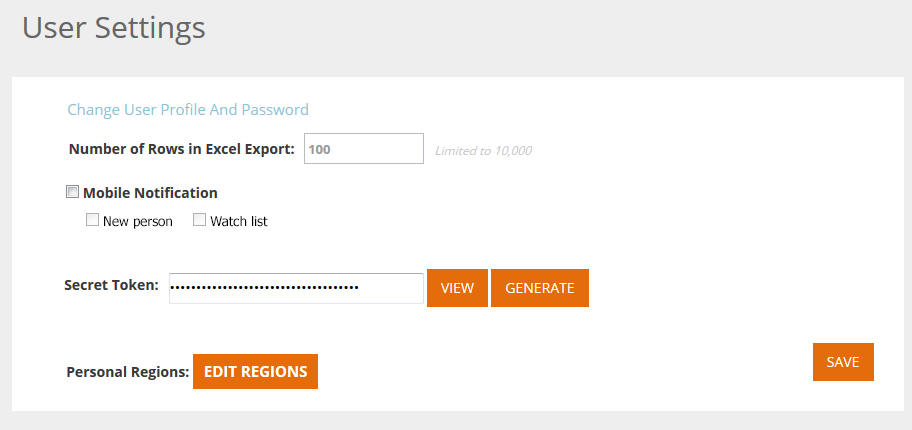 User Settings
Change User Profile And Password
Number of Rows in Excel Export: 100 Limited to 10,000
Mobile Notification
New person Watch list
Secret Token: •••••••••••••••••••••••••••••••••••• VIEW GENERATE
Personal Regions: EDIT REGIONS SAVE